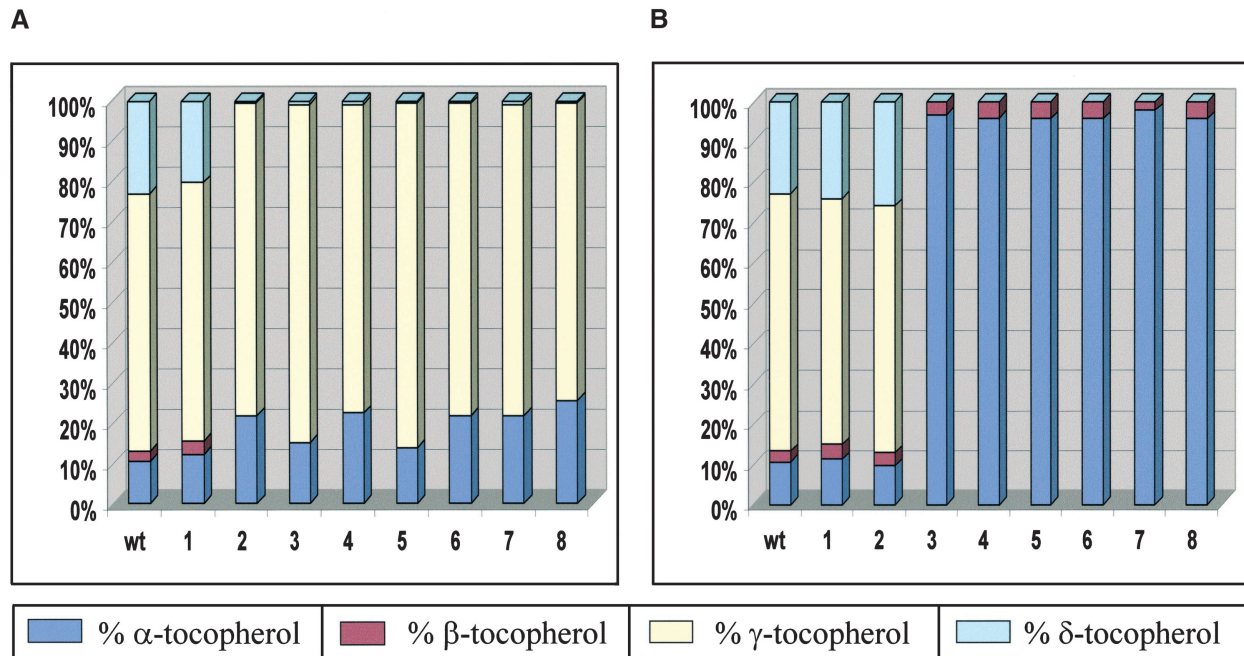 A
B
100%
90%
80%
70%
60%
50%
40%
30%
20%
10%
0%
wt 1 2 3 4 5 6 7 8
100%
90%
80%
70%
60%
50%
40%
30%
20%
10%
0%
wt 1 2 3 4 5 6 7 8
% α-tocopherol
% β-tocopherol
% γ-tocopherol
% δ-tocopherol